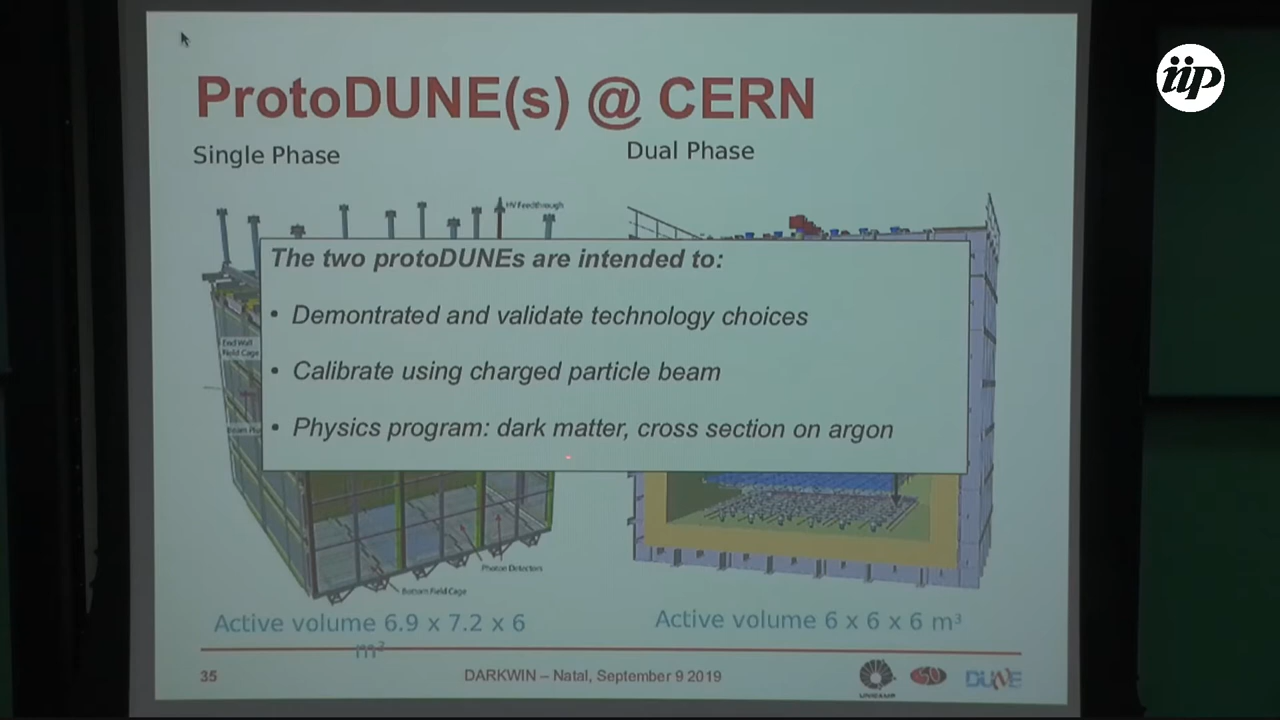 iip
ProtoDUNE(s) @ CERN
Single Phase
Dual Phase
HV Feedthrough
The two protoDUNEs are intended to:
• Demontrated and validate technology choices
• Calibrate using charged particle beam
• Physics program: dark matter, cross section on argon
End Wall
Field Cage
Photon Detectors
Bottom Field Cage
Active volume 6.9 x 7.2 x 6
m³
Active volume 6 x 6 x 6 m³
35
DARKWIN – Natal, September 9 2019
UNICAMP
50
DUNE